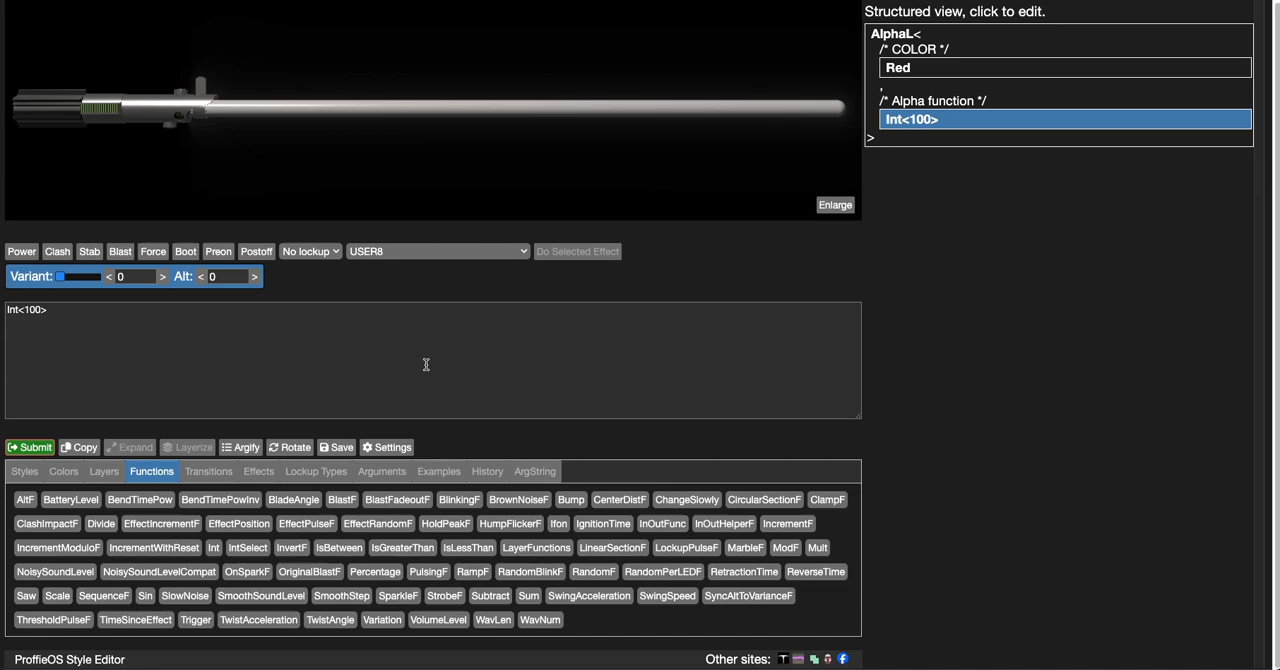 Structured view, click to edit.
AlphaL<
/* COLOR */
Red
,
/* Alpha function */
Int<100>
>
Enlarge
Power Clash Stab Blast Force Boot Preon Postoff No lockup USER8 Do Selected Effect
Variant: < 0 > Alt: < 0 >
Int<100>
Submit Copy Expand Layerize Argify Rotate Save Settings
Styles Colors Layers Functions Transitions Effects Lockup Types Arguments Examples History ArgString
AltF BatteryLevel BendTimePow BendTimePowInv BladeAngle BlastF BlastFadeoutF BlinkingF BrownNoiseF Bump CenterDistF ChangeSlowly CircularSectionF ClampF
ClashImpactF Divide EffectIncrementF EffectPosition EffectPulseF EffectRandomF HoldPeakF HumpFlickerF Ifon IgnitionTime InOutFunc InOutHelperF IncrementF
IncrementModuloF IncrementWithReset Int IntSelect InvertF IsBetween IsGreaterThan IsLessThan LayerFunctions LinearSectionF LockupPulseF MarbleF ModF Mult
NoisySoundLevel NoisySoundLevelCompat OnSparkF OriginalBlastF Percentage PulsingF RampF RandomBlinkF RandomF RandomPerLEDF RetractionTime ReverseTime
Saw Scale SequenceF Sin SlowNoise SmoothSoundLevel SmoothStep SparkleF StrobeF Subtract Sum SwingAcceleration SwingSpeed SyncAltToVarianceF
ThresholdPulseF TimeSinceEffect Trigger TwistAcceleration TwistAngle Variation VolumeLevel WavLen WavNum
ProffieOS Style Editor
Other sites: